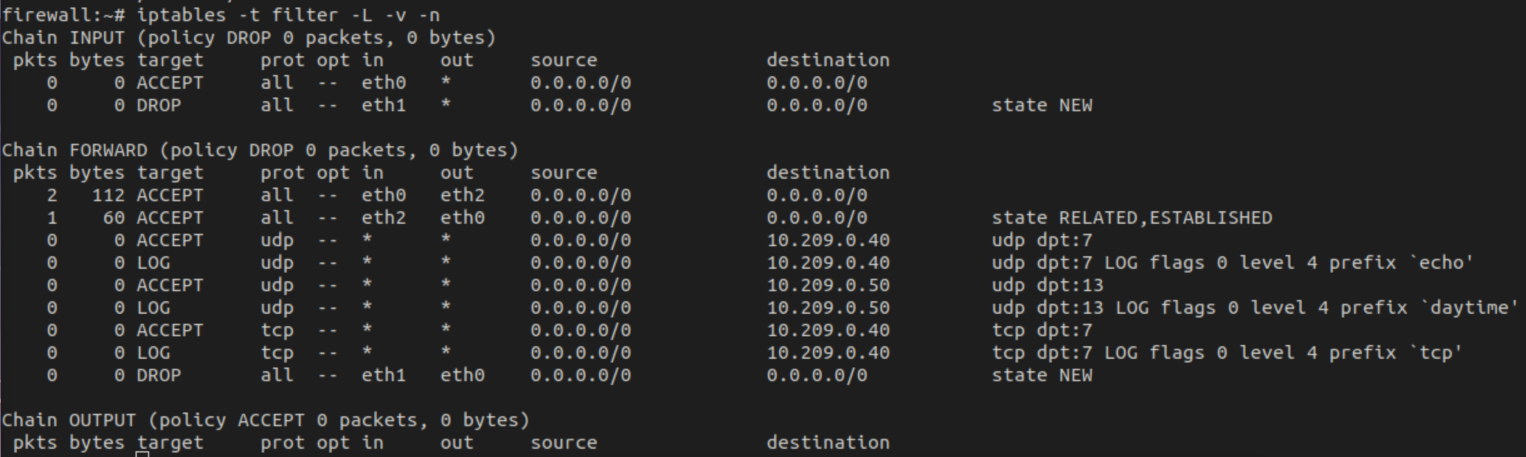 firewall:~# iptables -t filter -L -v -n
Chain INPUT (policy DROP 0 packets, 0 bytes)
 pkts bytes target     prot opt in     out     source               destination
    0     0 ACCEPT     all  --  eth0   *       0.0.0.0/0            0.0.0.0/0
    0     0 DROP       all  --  eth1   *       0.0.0.0/0            0.0.0.0/0           state NEW

Chain FORWARD (policy DROP 0 packets, 0 bytes)
 pkts bytes target     prot opt in     out     source               destination
    2   112 ACCEPT     all  --  eth0   eth2    0.0.0.0/0            0.0.0.0/0
    1    60 ACCEPT     all  --  eth2   eth0    0.0.0.0/0            0.0.0.0/0           state RELATED,ESTABLISHED
    0     0 ACCEPT     udp  --  *      *       0.0.0.0/0            10.209.0.40         udp dpt:7
    0     0 LOG        udp  --  *      *       0.0.0.0/0            10.209.0.40         udp dpt:7 LOG flags 0 level 4 prefix `echo'
    0     0 ACCEPT     udp  --  *      *       0.0.0.0/0            10.209.0.50         udp dpt:13
    0     0 LOG        udp  --  *      *       0.0.0.0/0            10.209.0.50         udp dpt:13 LOG flags 0 level 4 prefix `daytime'
    0     0 ACCEPT     tcp  --  *      *       0.0.0.0/0            10.209.0.40         tcp dpt:7
    0     0 LOG        tcp  --  *      *       0.0.0.0/0            10.209.0.40         tcp dpt:7 LOG flags 0 level 4 prefix `tcp'
    0     0 DROP       all  --  eth1   eth0    0.0.0.0/0            0.0.0.0/0           state NEW

Chain OUTPUT (policy ACCEPT 0 packets, 0 bytes)
 pkts bytes target     prot opt in     out     source               destination